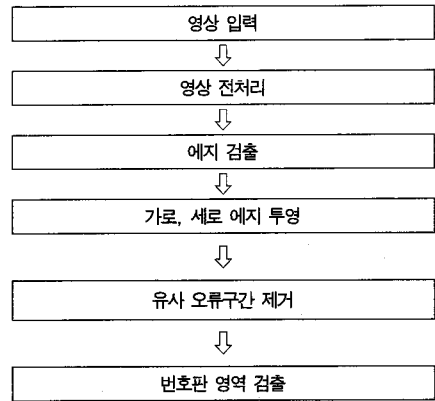 영상 입력
영상 전처리
에지 검출
가로, 세로 에지 투영
유사 오류구간 제거
번호판 영역 검출